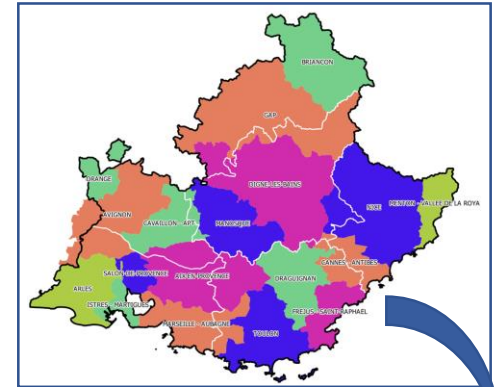 BRIANCON
GAP
DIGNE-LES-BAINS
ORANGE
AVIGNON
CAVAILLON - APT
MANOSQUE
NICE
MENTON - VALLEE DE LA ROYA
CANNES - ANTIBES
SALON-DE-PROVENCE
AIX-EN-PROVENCE
DRAGUIGNAN
ARLES
ISTRES - MARTIGUES
FREJUS - SAINT-RAPHAEL
MARSEILLE - AUBAGNE
TOULON